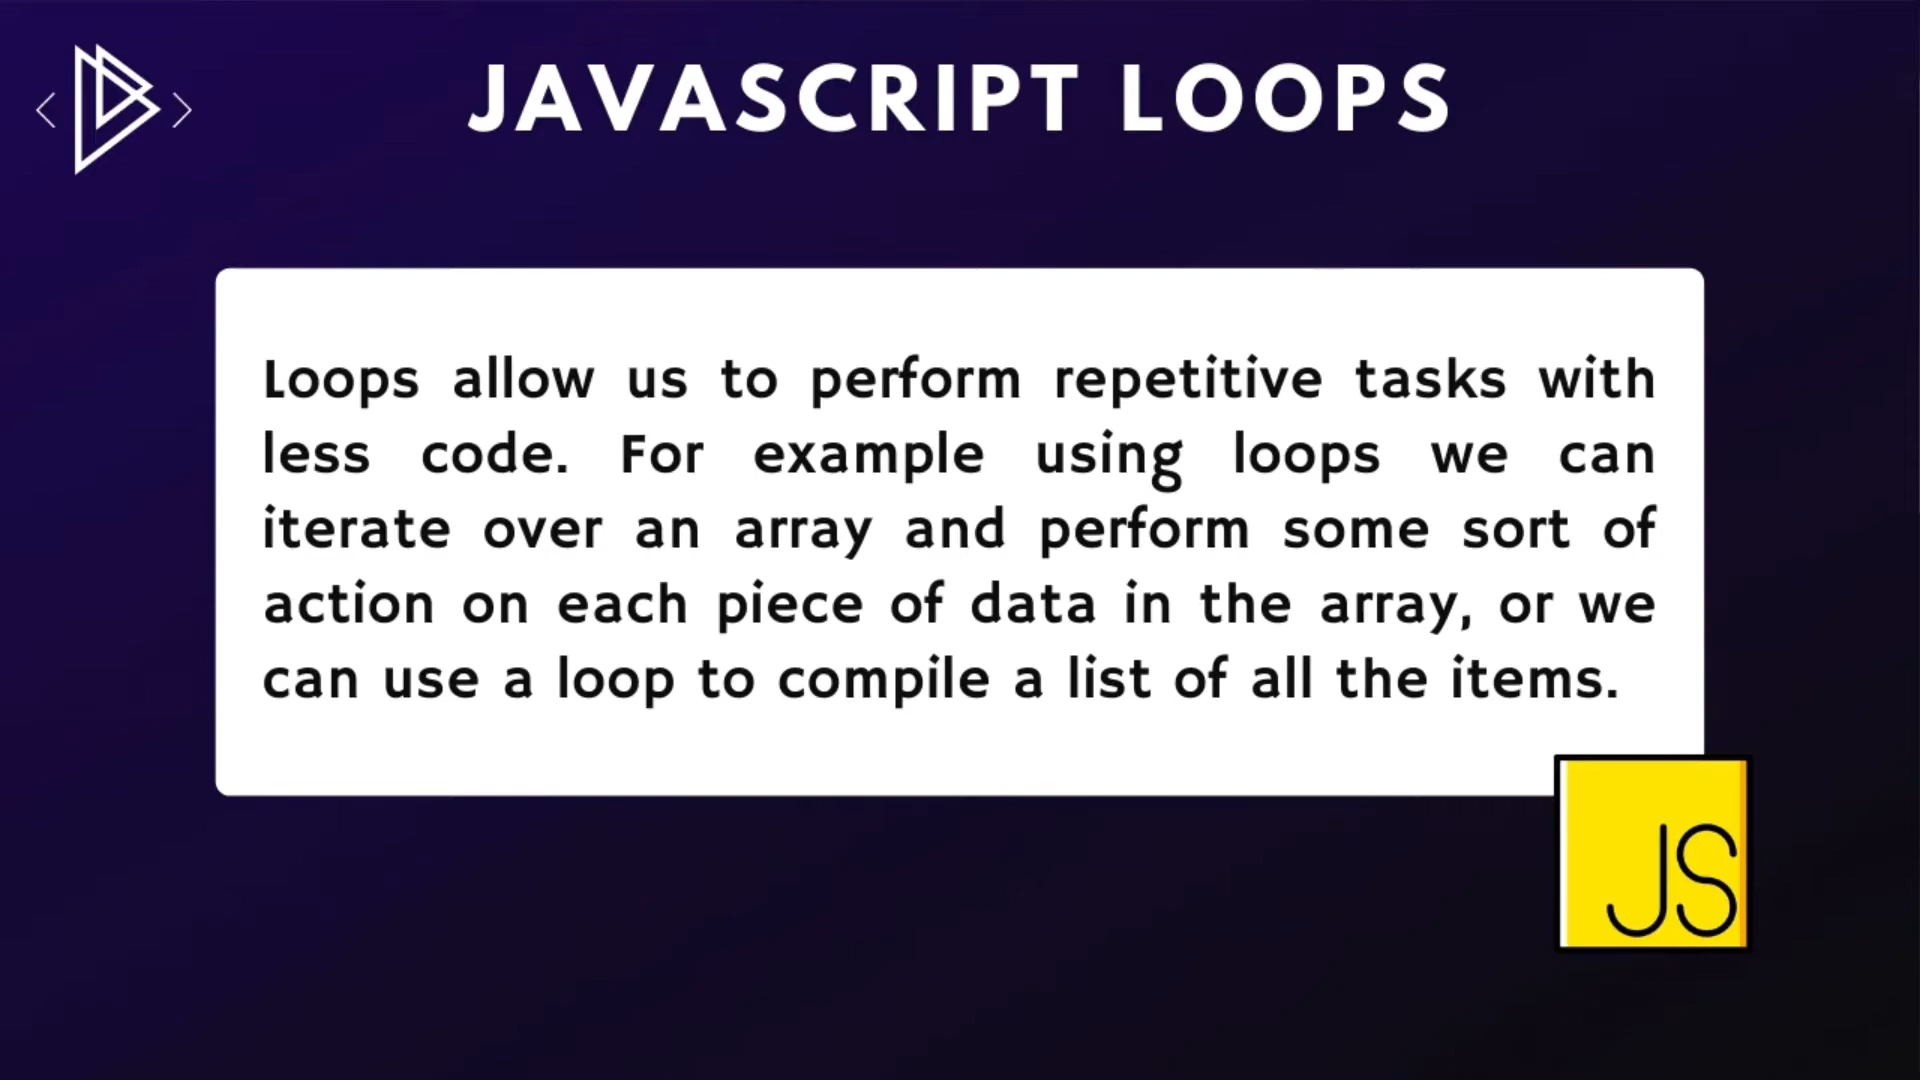 JAVASCRIPT LOOPS
Loops allow us to perform repetitive tasks with
less code. For example using loops we can
iterate over an array and perform some sort of
action on each piece of data in the array, or we
can use a loop to compile a list of all the items.
JS